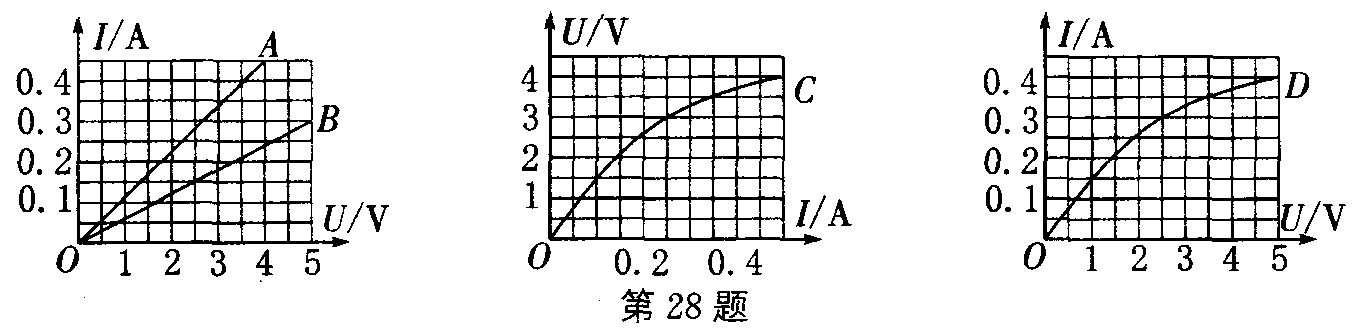 I/A
A
0.4
0.3
0.2
0.1
B
U/V
O 1 2 3 4 5
U/V
4
3
2
1
C
I/A
O 0.2 0.4
I/A
0.4
0.3
0.2
0.1
D
U/V
O 1 2 3 4 5
第 28 题